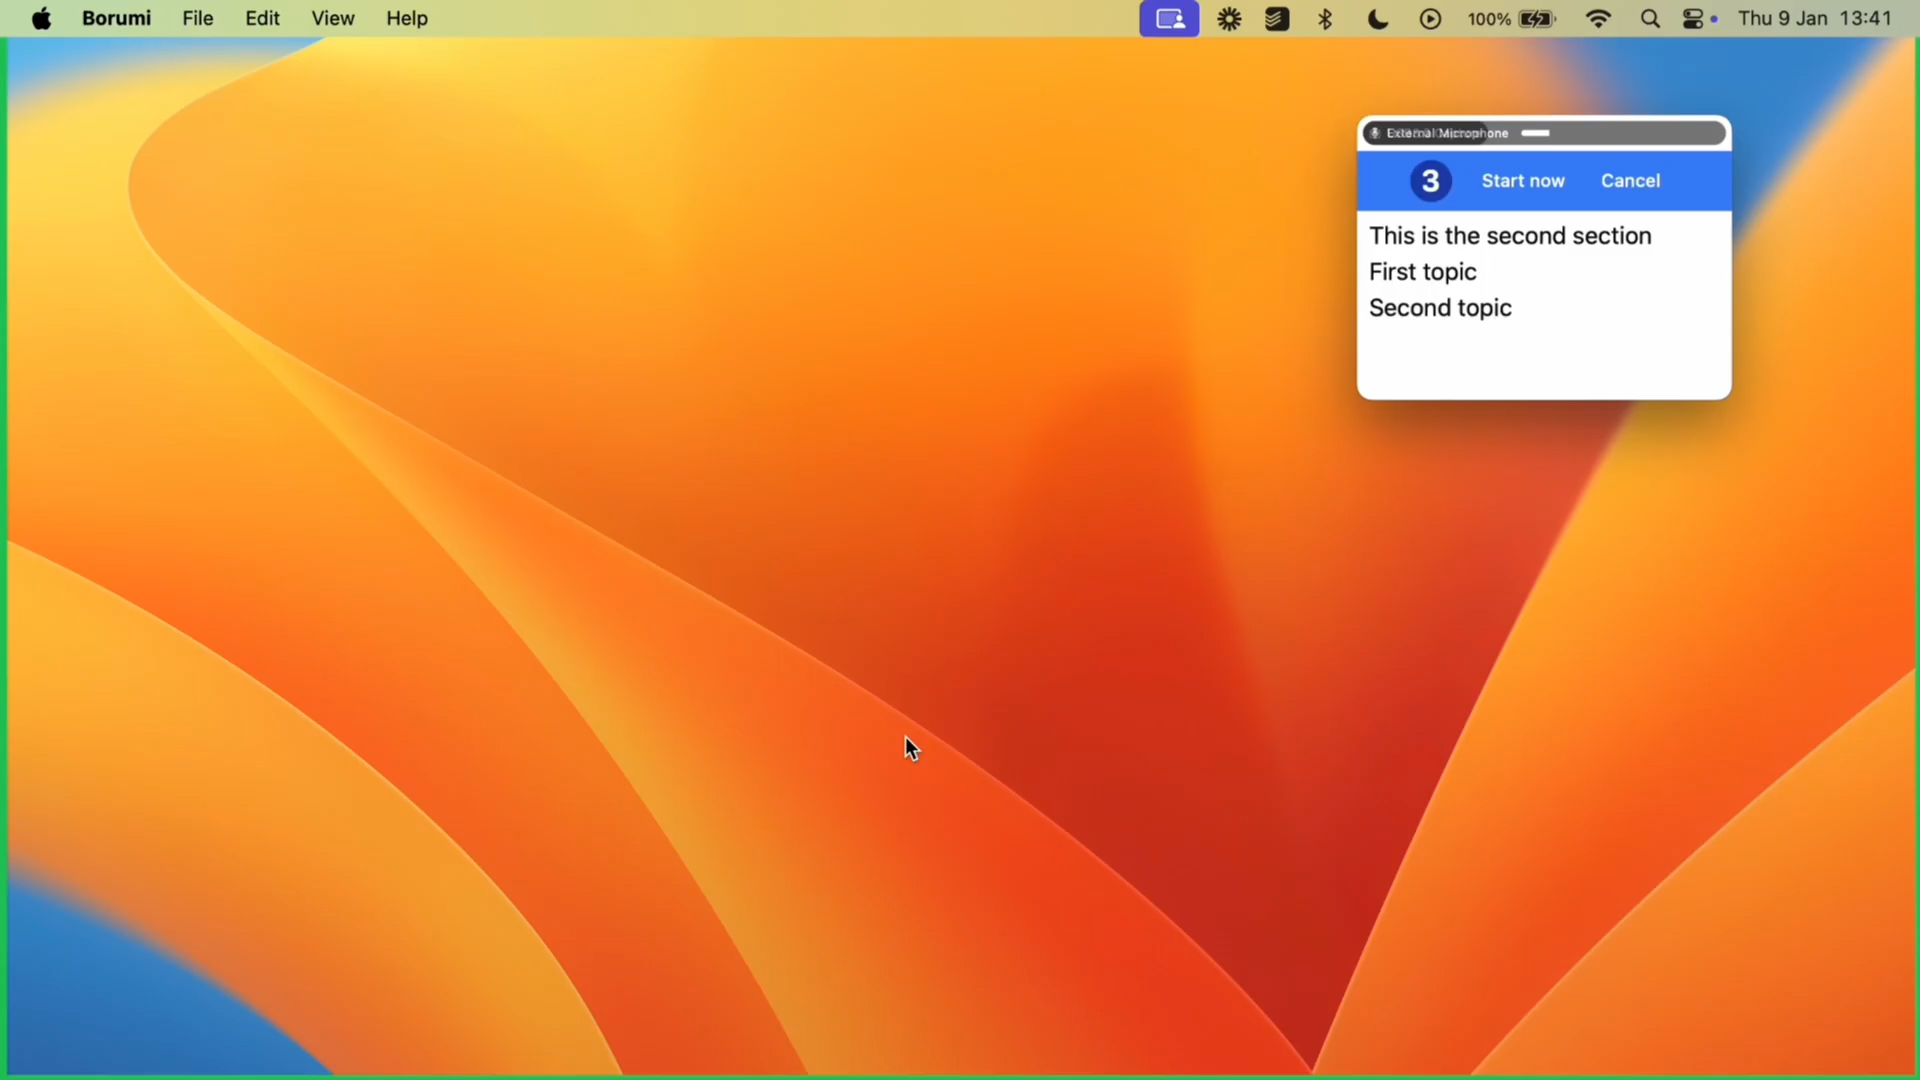 Borumi File Edit View Help 100% Thu 9 Jan 13:41
External Microphone
3 Start now Cancel
This is the second section
First topic
Second topic